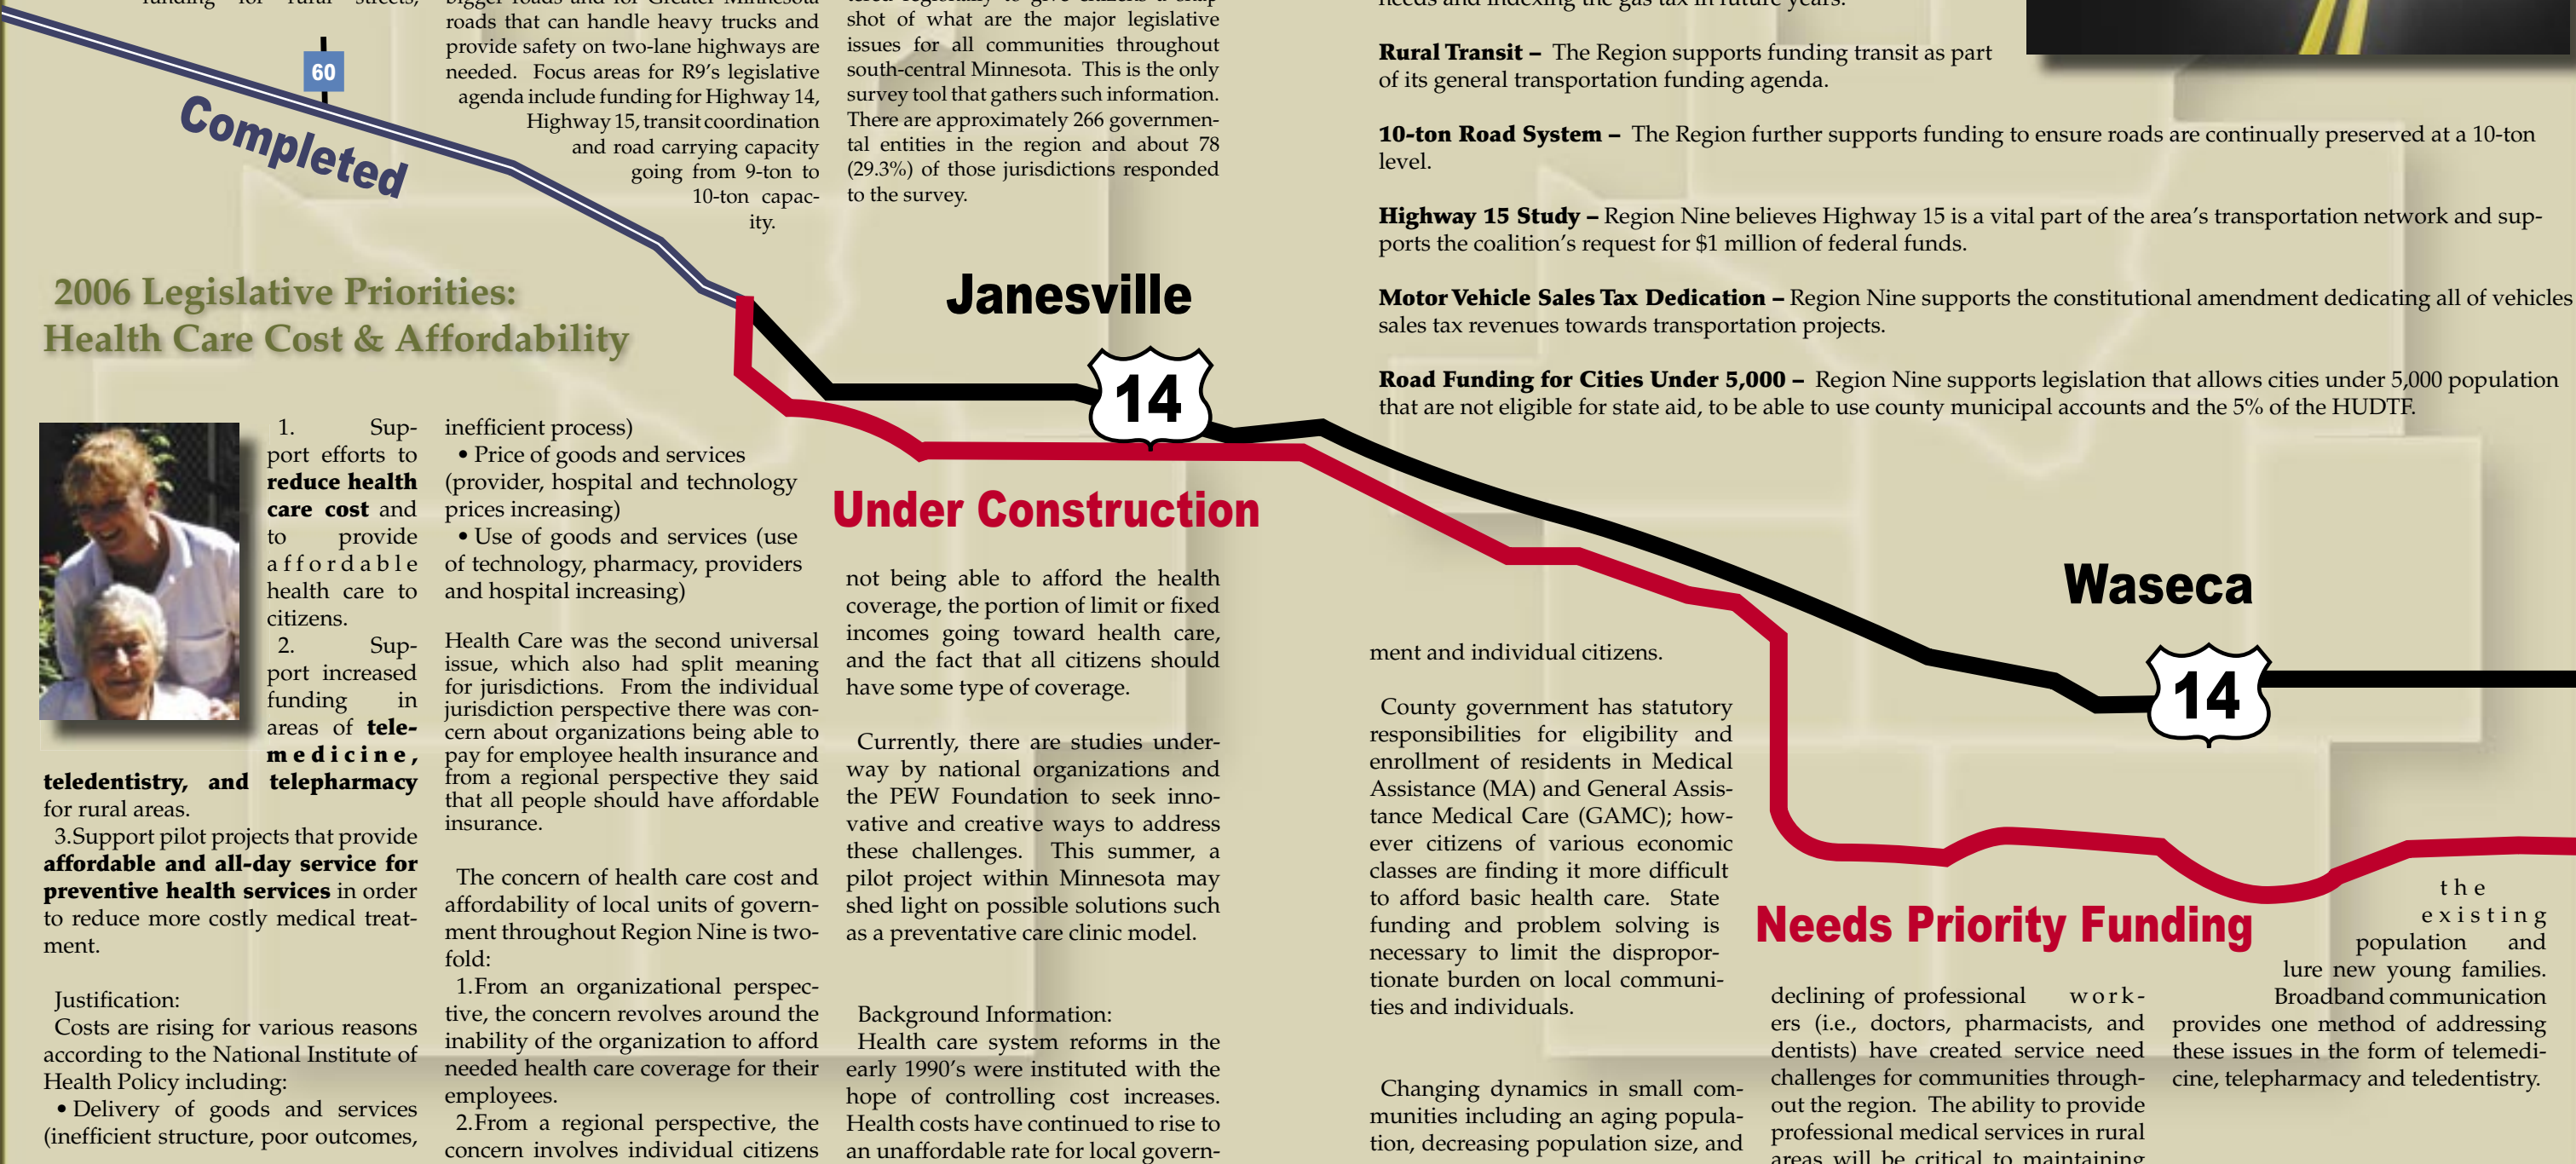 funding for rural streets,
60
Completed
bigger roads and for Greater Minnesota
roads that can handle heavy trucks and
provide safety on two-lane highways are
needed. Focus areas for R9's legislative
agenda include funding for Highway 14,
Highway 15, transit coordination
and road carrying capacity
going from 9-ton to
10-ton capac-
ity.
shot of what are the major legislative
issues for all communities throughout
south-central Minnesota. This is the only
survey tool that gathers such information.
There are approximately 266 governmen-
tal entities in the region and about 78
(29.3%) of those jurisdictions responded
to the survey.
needs and indexing the gas tax in future years.
Rural Transit – The Region supports funding transit as part
of its general transportation funding agenda.
10-ton Road System – The Region further supports funding to ensure roads are continually preserved at a 10-ton
level.
Highway 15 Study – Region Nine believes Highway 15 is a vital part of the area's transportation network and sup-
ports the coalition's request for $1 million of federal funds.
Motor Vehicle Sales Tax Dedication – Region Nine supports the constitutional amendment dedicating all of vehicles
sales tax revenues towards transportation projects.
Road Funding for Cities Under 5,000 – Region Nine supports legislation that allows cities under 5,000 population
that are not eligible for state aid, to be able to use county municipal accounts and the 5% of the HUDTF.
Janesville
14
Under Construction
Waseca
14
Needs Priority Funding
2006 Legislative Priorities:
Health Care Cost & Affordability
1. Sup-
port efforts to
reduce health
care cost and
to provide
affordable
health care to
citizens.
2. Sup-
port increased
funding in
areas of tele-
medicine,
teledentistry, and telepharmacy
for rural areas.
3.Support pilot projects that provide
affordable and all-day service for
preventive health services in order
to reduce more costly medical treat-
ment.
Justification:
Costs are rising for various reasons
according to the National Institute of
Health Policy including:
• Delivery of goods and services
(inefficient structure, poor outcomes,
inefficient process)
• Price of goods and services
(provider, hospital and technology
prices increasing)
• Use of goods and services (use
of technology, pharmacy, providers
and hospital increasing)
Health Care was the second universal
issue, which also had split meaning
for jurisdictions. From the individual
jurisdiction perspective there was con-
cern about organizations being able to
pay for employee health insurance and
from a regional perspective they said
that all people should have affordable
insurance.
The concern of health care cost and
affordability of local units of govern-
ment throughout Region Nine is two-
fold:
1.From an organizational perspec-
tive, the concern revolves around the
inability of the organization to afford
needed health care coverage for their
employees.
2.From a regional perspective, the
concern involves individual citizens
not being able to afford the health
coverage, the portion of limit or fixed
incomes going toward health care,
and the fact that all citizens should
have some type of coverage.
Currently, there are studies under-
way by national organizations and
the PEW Foundation to seek inno-
vative and creative ways to address
these challenges. This summer, a
pilot project within Minnesota may
shed light on possible solutions such
as a preventative care clinic model.
Background Information:
Health care system reforms in the
early 1990's were instituted with the
hope of controlling cost increases.
Health costs have continued to rise to
an unaffordable rate for local govern-
ment and individual citizens.
County government has statutory
responsibilities for eligibility and
enrollment of residents in Medical
Assistance (MA) and General Assis-
tance Medical Care (GAMC); how-
ever citizens of various economic
classes are finding it more difficult
to afford basic health care. State
funding and problem solving is
necessary to limit the dispropor-
tionate burden on local communi-
ties and individuals.
Changing dynamics in small com-
munities including an aging popula-
tion, decreasing population size, and
declining of professional work-
ers (i.e., doctors, pharmacists, and
dentists) have created service need
challenges for communities through-
out the region. The ability to provide
professional medical services in rural
areas will be critical to maintaining
the
existing
population and
lure new young families.
Broadband communication
provides one method of addressing
these issues in the form of telemedi-
cine, telepharmacy and teledentistry.